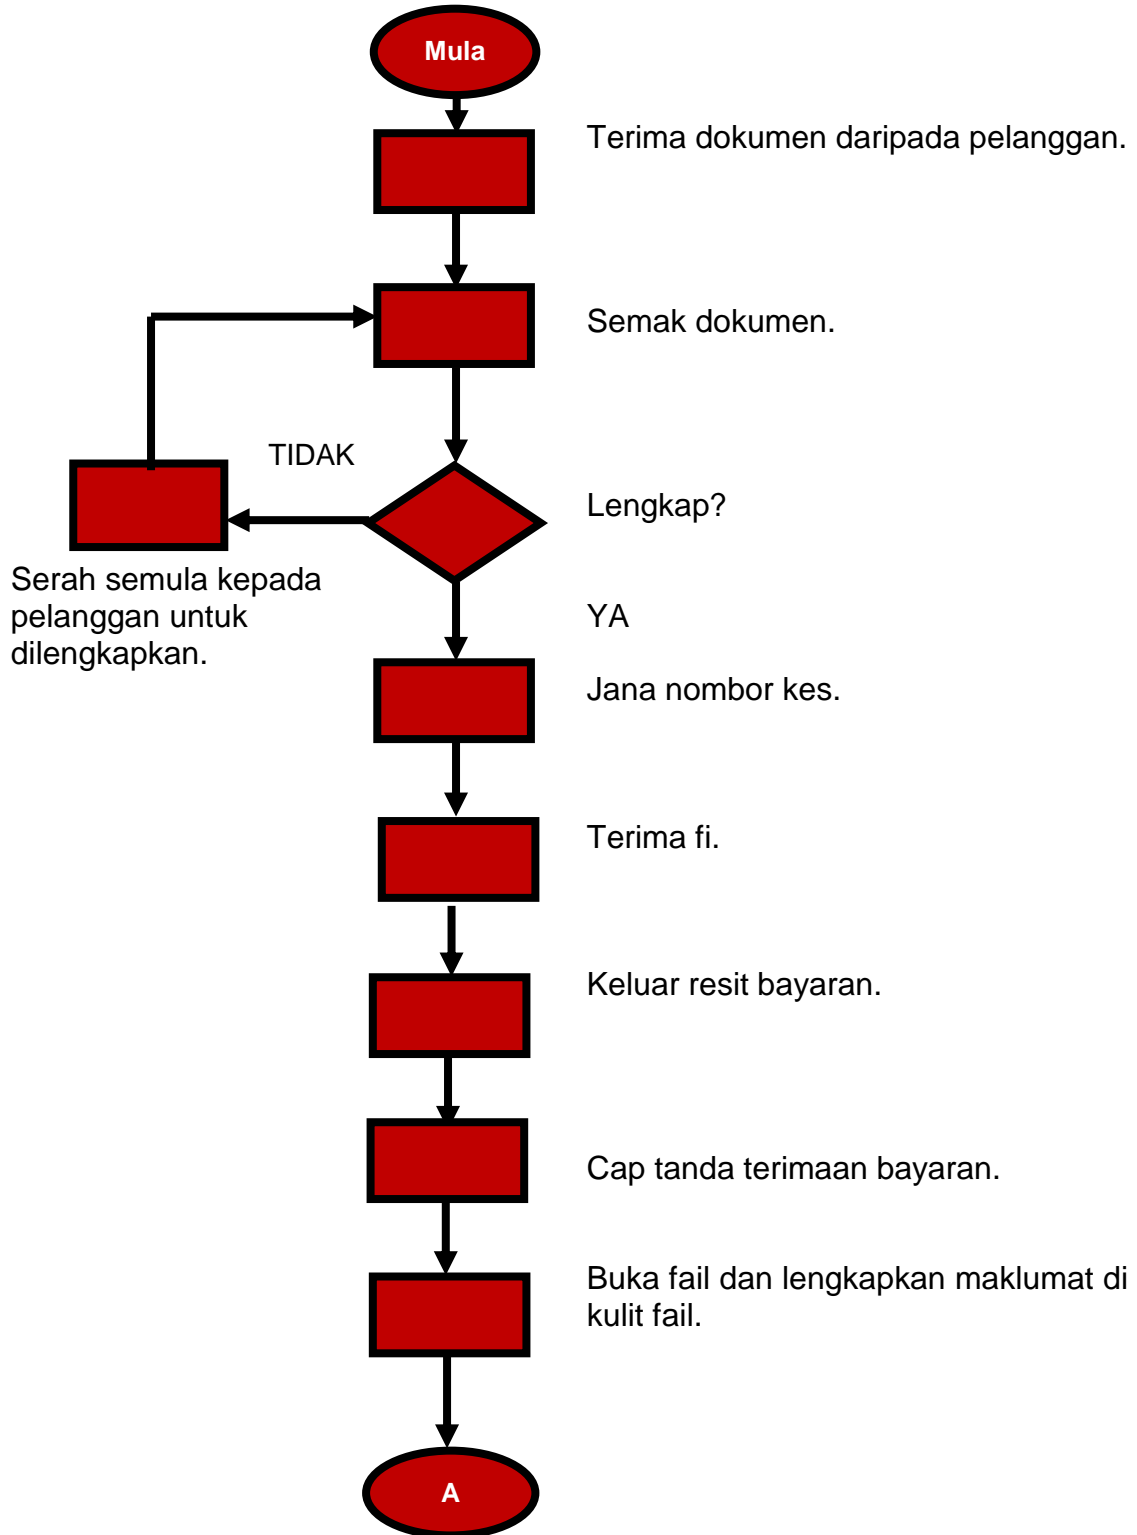 Mula
Terima dokumen daripada pelanggan.
Semak dokumen.
TIDAK
Lengkap?
Serah semula kepada
pelanggan untuk
dilengkapkan.
YA
Jana nombor kes.
Terima fi.
Keluar resit bayaran.
Cap tanda terimaan bayaran.
Buka fail dan lengkapkan maklumat di
kulit fail.
A